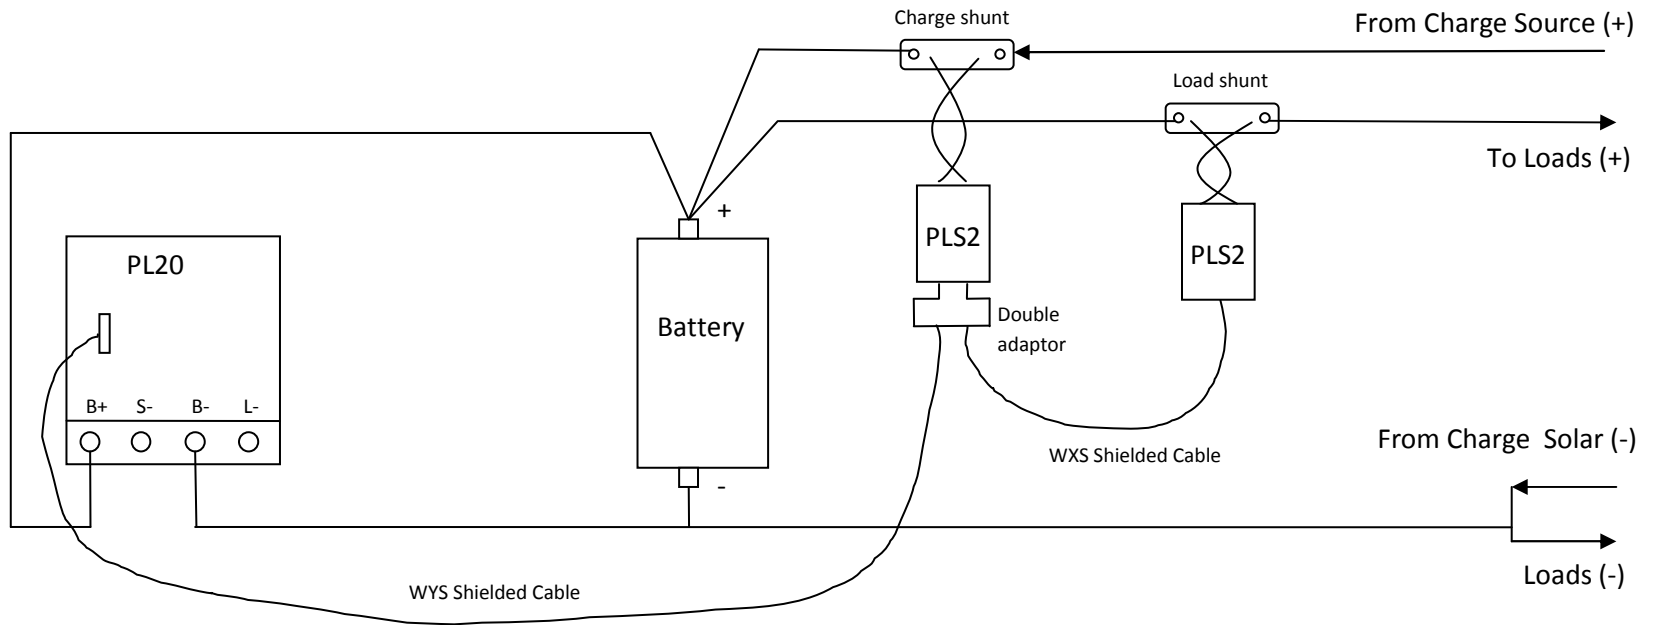 Charge shunt
From Charge Source (+)
Load shunt
To Loads (+)
+
PL20
PLS2
PLS2
Battery
Double
adaptor
B+ S- B- L-
From Charge  Solar (-)
WXS Shielded Cable
-
Loads (-)
WYS Shielded Cable